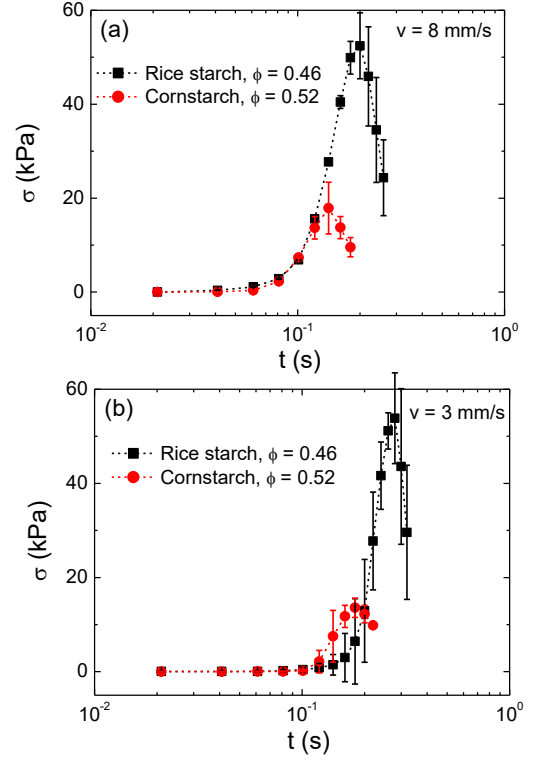 (a)
v = 8 mm/s
Rice starch, ϕ = 0.46
Cornstarch, ϕ = 0.52
60
40
20
0
σ (kPa)
10⁻²
10⁻¹
10⁰
t (s)
(b)
v = 3 mm/s
Rice starch, ϕ = 0.46
Cornstarch, ϕ = 0.52
60
40
20
0
σ (kPa)
10⁻²
10⁻¹
10⁰
t (s)